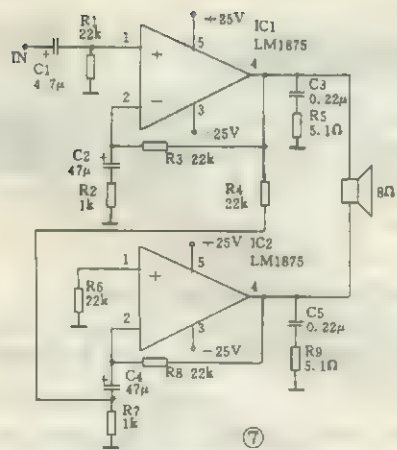 +25V
IC1
LM1875
R1
22k
IN
C1
4.7μ
1
+
5
4
2
−
3
-25V
C3
0.22μ
R5
5.1Ω
C2
47μ
R3 22k
R2
1k
R4
22k
8Ω
+25V
IC2
LM1875
R6
22k
1
+
5
4
2
3
-25V
C5
0.22μ
R9
5.1Ω
C4
47μ
R8 22k
R7
1k
⑦